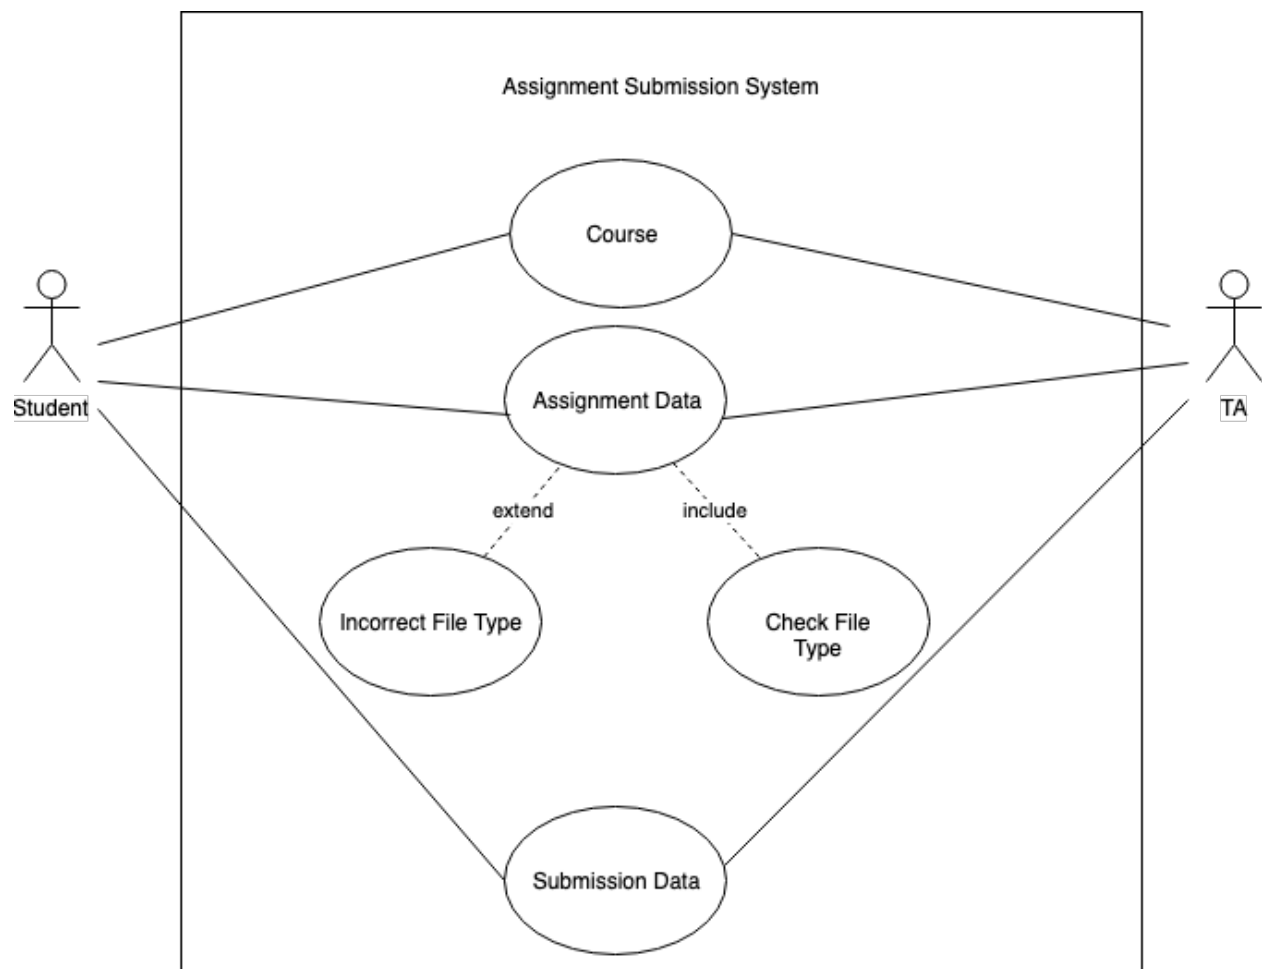 Assignment Submission System
Course
Student
Assignment Data
TA
extend
include
Incorrect File Type
Check File
Type
Submission Data